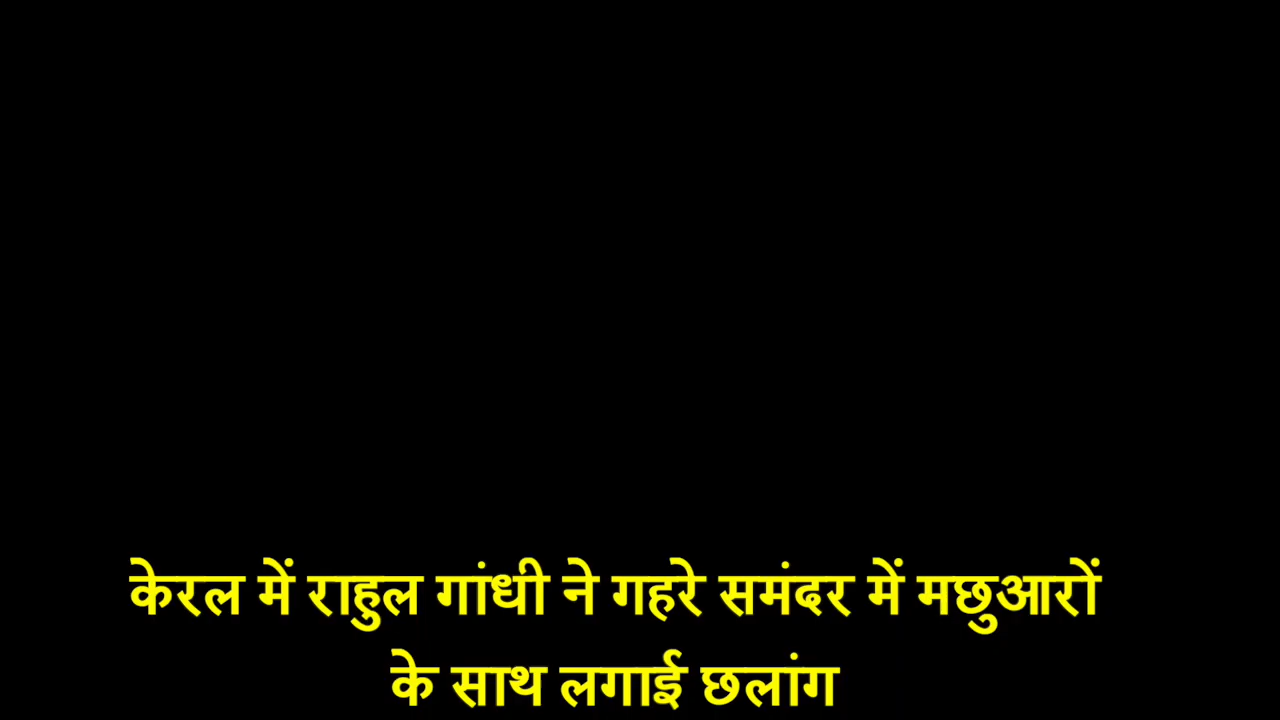 केरल में राहुल गांधी ने गहरे समंदर में मछुआरों
के साथ लगाई छलांग